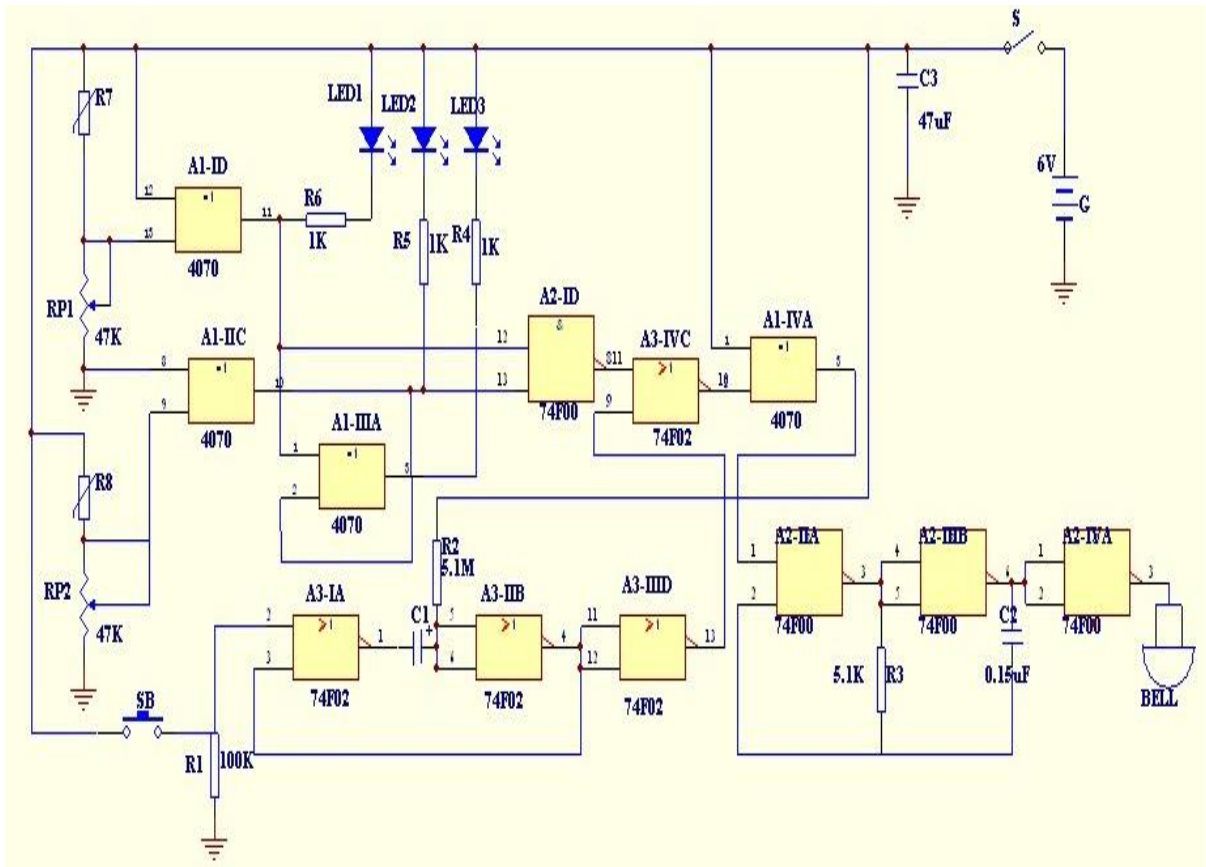 S
R7
LED1
LED2
LED3
C3
47uF
6V
G
A1-ID
12
13
11
4070
R6
1K
R5
1K
R4
1K
RP1
47K
A1-IIC
8
9
10
4070
A2-ID
12
13
74F00
A3-IVC
811
9
10
74F02
A1-IVA
1
3
4070
A1-IIIA
1
2
3
4070
R8
RP2
47K
R2
5.1M
A3-IA
2
3
1
74F02
C1
+
A3-IIB
5
6
4
74F02
A3-IIID
11
12
13
74F02
A2-IIA
1
2
3
74F00
A2-IIIB
4
5
6
74F00
A2-IVA
1
2
3
74F00
5.1K
R3
C2
0.15uF
BELL
SB
R1
100K